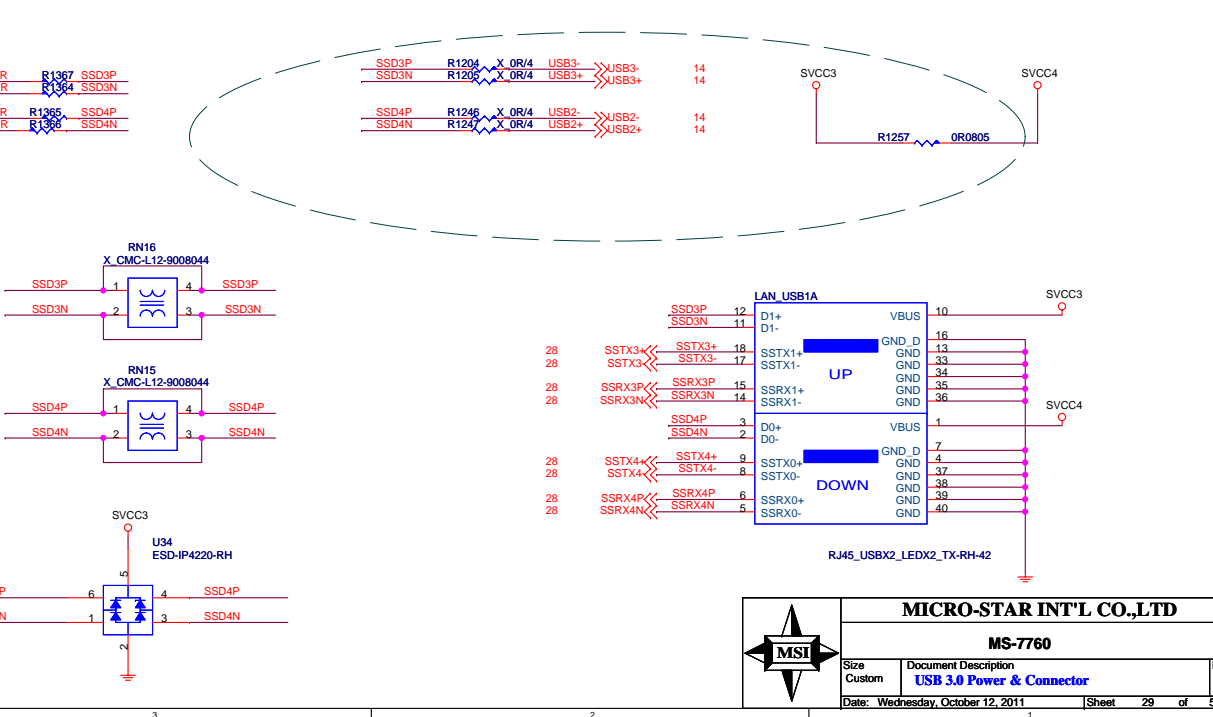 R R1367 SSD3P
R R1364 SSD3N
R R1365 SSD4P
R R1366 SSD4N
SSD3P R1204 X_0R/4 USB3- USB3- 14
SSD3N R1205 X_0R/4 USB3+ USB3+ 14
SSD4P R1246 X_0R/4 USB2- USB2- 14
SSD4N R1247 X_0R/4 USB2+ USB2+ 14
SVCC3 SVCC4
R1257 0R0805
RN16
X_CMC-L12-9008044
SSD3P 1 4 SSD3P
SSD3N 2 3 SSD3N
RN15
X_CMC-L12-9008044
SSD4P 1 4 SSD4P
SSD4N 2 3 SSD4N
SVCC3
U34
ESD-IP4220-RH
5
P 6 4 SSD4P
N 1 3 SSD4N
2
LAN_USB1A
SVCC3
SSD3P 12 D1+ VBUS 10
SSD3N 11 D1-
GND_D 16
28 SSTX3+ SSTX3+ 18 SSTX1+ GND 13
28 SSTX3- SSTX3- 17 SSTX1- GND 33
UP GND 34
28 SSRX3P SSRX3P 15 SSRX1+ GND 35
28 SSRX3N SSRX3N 14 SSRX1- GND 36
SVCC4
SSD4P 3 D0+ VBUS 1
SSD4N 2 D0-
GND_D 7
28 SSTX4+ SSTX4+ 9 SSTX0+ GND 4
28 SSTX4- SSTX4- 8 SSTX0- GND 37
DOWN GND 38
28 SSRX4P SSRX4P 6 SSRX0+ GND 39
28 SSRX4N SSRX4N 5 SSRX0- GND 40
RJ45_USBX2_LEDX2_TX-RH-42
MSI
MICRO-STAR INT'L CO.,LTD
MS-7760
Size Document Description
Custom USB 3.0 Power & Connector
Date: Wednesday, October 12, 2011 Sheet 29 of 5
3 2 1